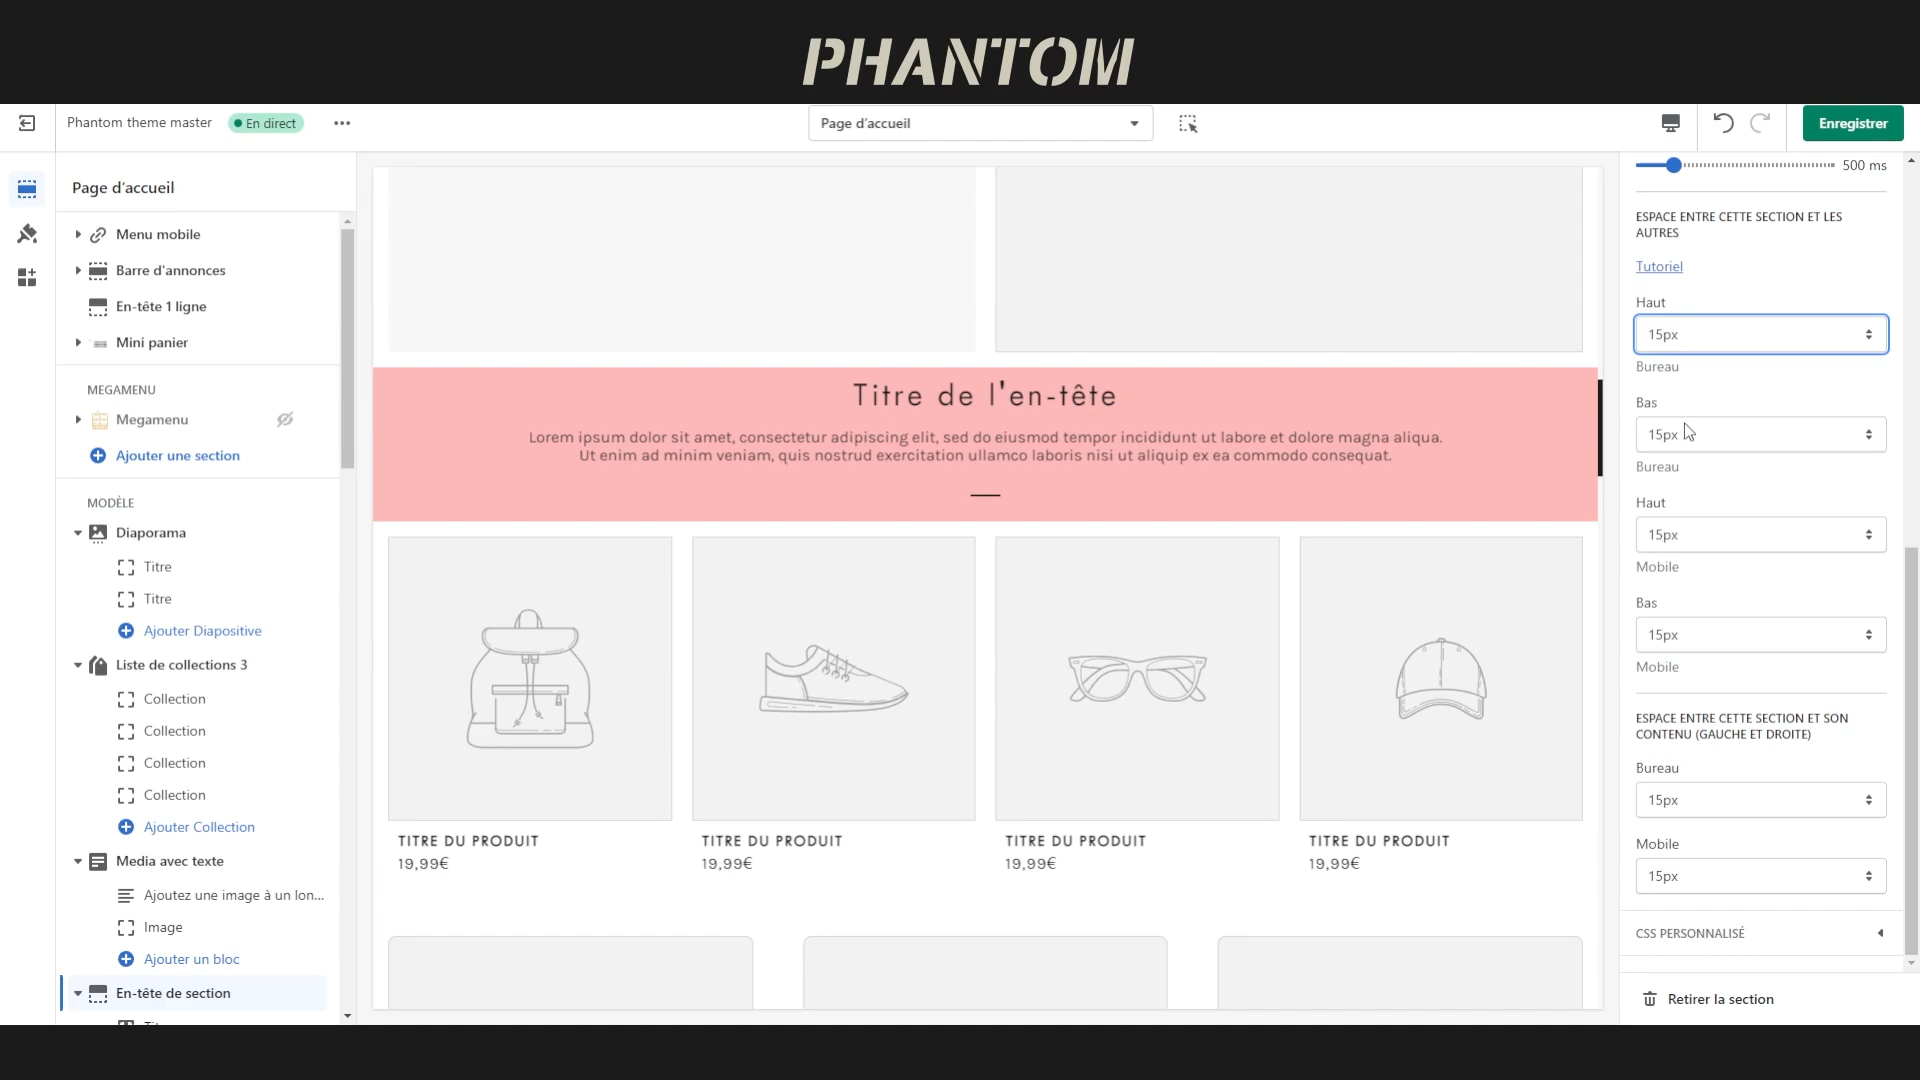 PHANTOM
Phantom theme master
En direct
Page d'accueil
Enregistrer
Page d'accueil
Menu mobile
Barre d'annonces
En-tête 1 ligne
Mini panier
MEGAMENU
Megamenu
Ajouter une section
MODÈLE
Diaporama
Titre
Titre
Ajouter Diapositive
Liste de collections 3
Collection
Collection
Collection
Collection
Ajouter Collection
Media avec texte
Ajoutez une image à un lon...
Image
Ajouter un bloc
En-tête de section
Titre de l'en-tête
Lorem ipsum dolor sit amet, consectetur adipiscing elit, sed do eiusmod tempor incididunt ut labore et dolore magna aliqua.
Ut enim ad minim veniam, quis nostrud exercitation ullamco laboris nisi ut aliquip ex ea commodo consequat.
TITRE DU PRODUIT
19,99€
TITRE DU PRODUIT
19,99€
TITRE DU PRODUIT
19,99€
TITRE DU PRODUIT
19,99€
500 ms
ESPACE ENTRE CETTE SECTION ET LES
AUTRES
Tutoriel
Haut
15px
Bureau
Bas
15px
Bureau
Haut
15px
Mobile
Bas
15px
Mobile
ESPACE ENTRE CETTE SECTION ET SON
CONTENU (GAUCHE ET DROITE)
Bureau
15px
Mobile
15px
CSS PERSONNALISÉ
Retirer la section